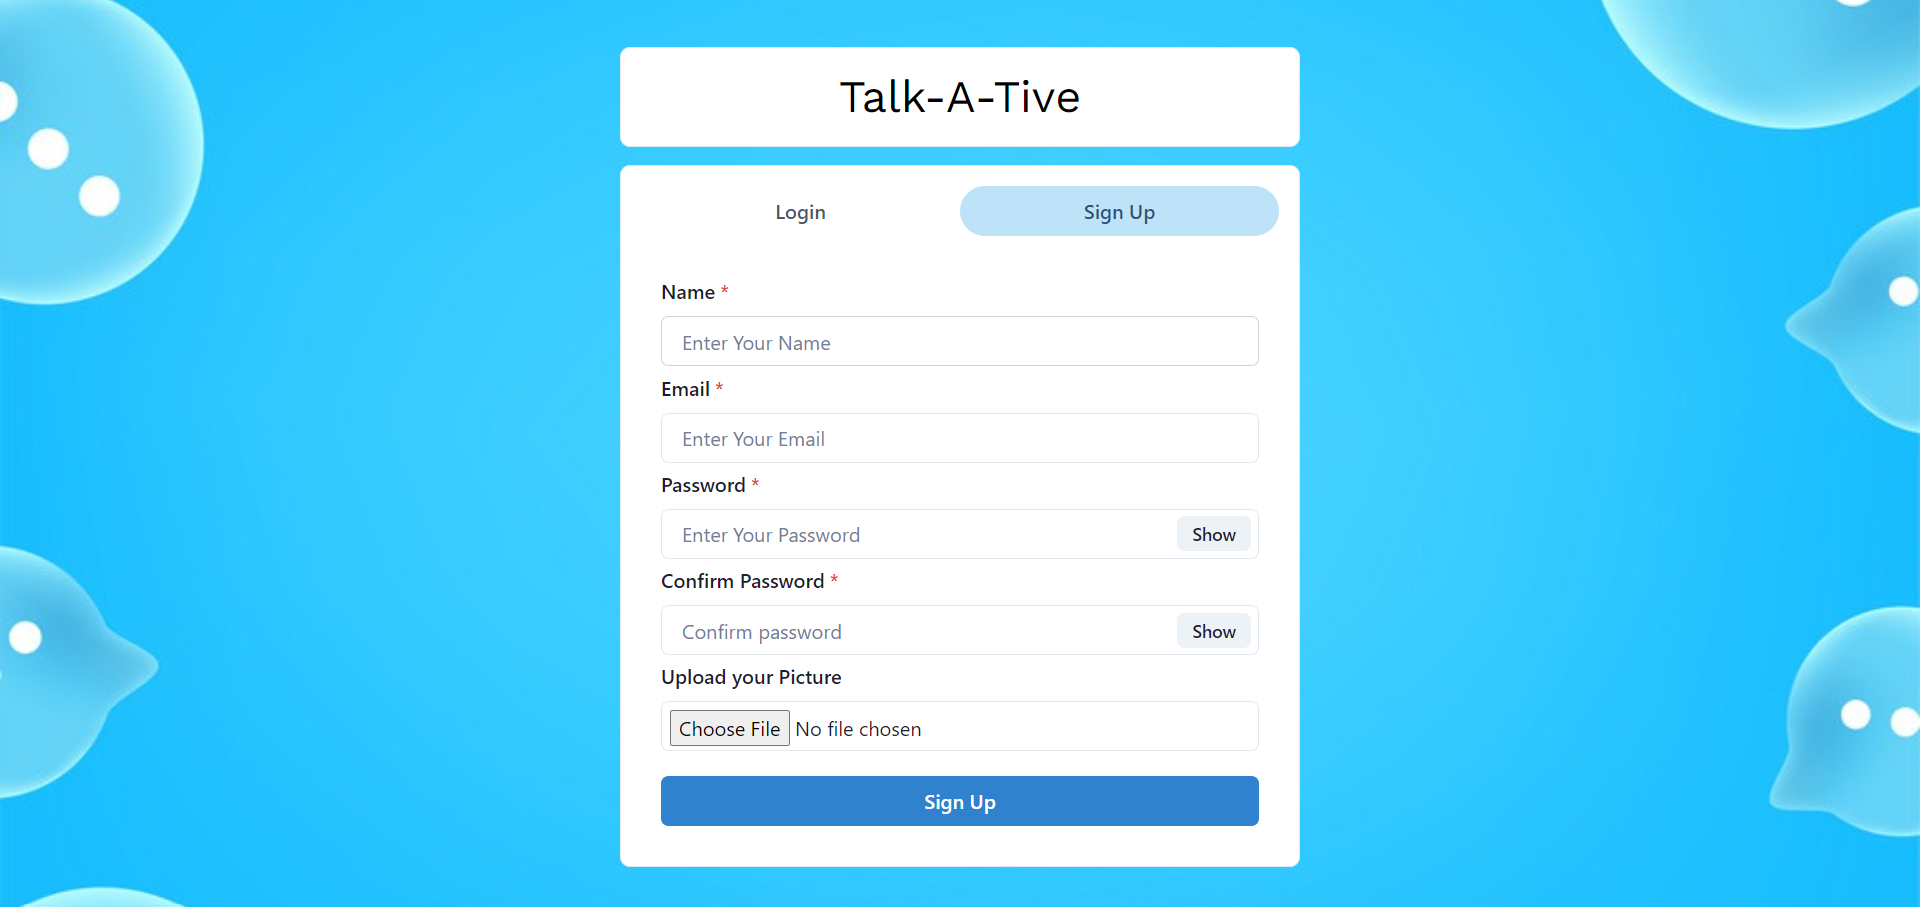 Talk-A-Tive
Login
Sign Up
Name *
Enter Your Name
Email *
Enter Your Email
Password *
Enter Your Password
Show
Confirm Password *
Confirm password
Show
Upload your Picture
Choose File No file chosen
Sign Up